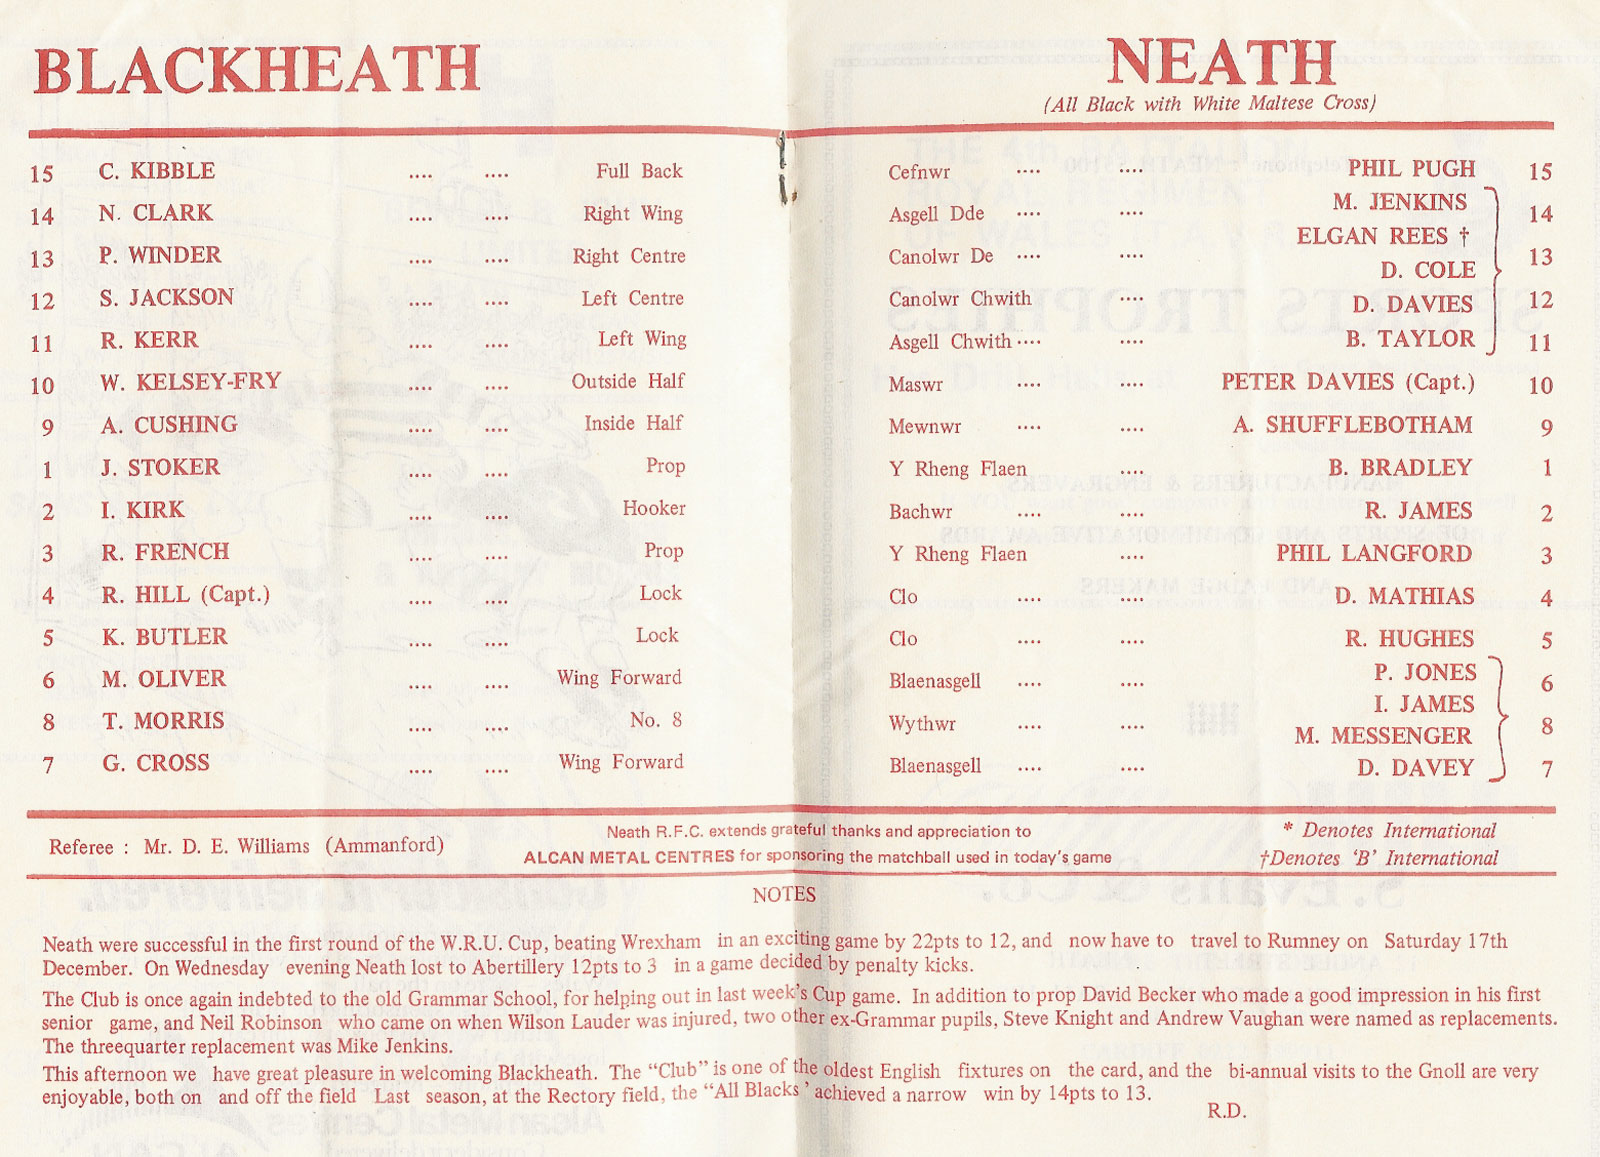 BLACKHEATH
15 C. KIBBLE .... .... Full Back
14 N. CLARK .... .... Right Wing
13 P. WINDER .... .... Right Centre
12 S. JACKSON .... .... Left Centre
11 R. KERR .... .... Left Wing
10 W. KELSEY-FRY .... .... Outside Half
9 A. CUSHING .... .... Inside Half
1 J. STOKER .... .... Prop
2 I. KIRK .... .... Hooker
3 R. FRENCH .... .... Prop
4 R. HILL (Capt.) .... .... Lock
5 K. BUTLER .... .... Lock
6 M. OLIVER .... .... Wing Forward
8 T. MORRIS .... .... No. 8
7 G. CROSS .... .... Wing Forward
NEATH
(All Black with White Maltese Cross)
Cefnwr .... .... PHIL PUGH 15
Asgell Dde .... .... M. JENKINS 14
ELGAN REES †
Canolwr De .... .... D. COLE 13
Canolwr Chwith .... D. DAVIES 12
Asgell Chwith .... .... B. TAYLOR 11
Maswr .... .... PETER DAVIES (Capt.) 10
Mewnwr .... .... A. SHUFFLEBOTHAM 9
Y Rheng Flaen .... B. BRADLEY 1
Bachwr .... .... R. JAMES 2
Y Rheng Flaen .... PHIL LANGFORD 3
Clo .... .... D. MATHIAS 4
Clo .... .... R. HUGHES 5
Blaenasgell .... .... P. JONES 6
I. JAMES
Wythwr .... .... M. MESSENGER 8
Blaenasgell .... .... D. DAVEY 7
Referee : Mr. D. E. Williams (Ammanford)
Neath R.F.C. extends grateful thanks and appreciation to
ALCAN METAL CENTRES for sponsoring the matchball used in today's game
* Denotes International
†Denotes 'B' International
NOTES
Neath were successful in the first round of the W.R.U. Cup, beating Wrexham in an exciting game by 22pts to 12, and now have to travel to Rumney on Saturday 17th
December. On Wednesday evening Neath lost to Abertillery 12pts to 3 in a game decided by penalty kicks.
The Club is once again indebted to the old Grammar School, for helping out in last week's Cup game. In addition to prop David Becker who made a good impression in his first
senior game, and Neil Robinson who came on when Wilson Lauder was injured, two other ex-Grammar pupils, Steve Knight and Andrew Vaughan were named as replacements.
The threequarter replacement was Mike Jenkins.
This afternoon we have great pleasure in welcoming Blackheath. The "Club" is one of the oldest English fixtures on the card, and the bi-annual visits to the Gnoll are very
enjoyable, both on and off the field Last season, at the Rectory field, the "All Blacks' achieved a narrow win by 14pts to 13.
R.D.